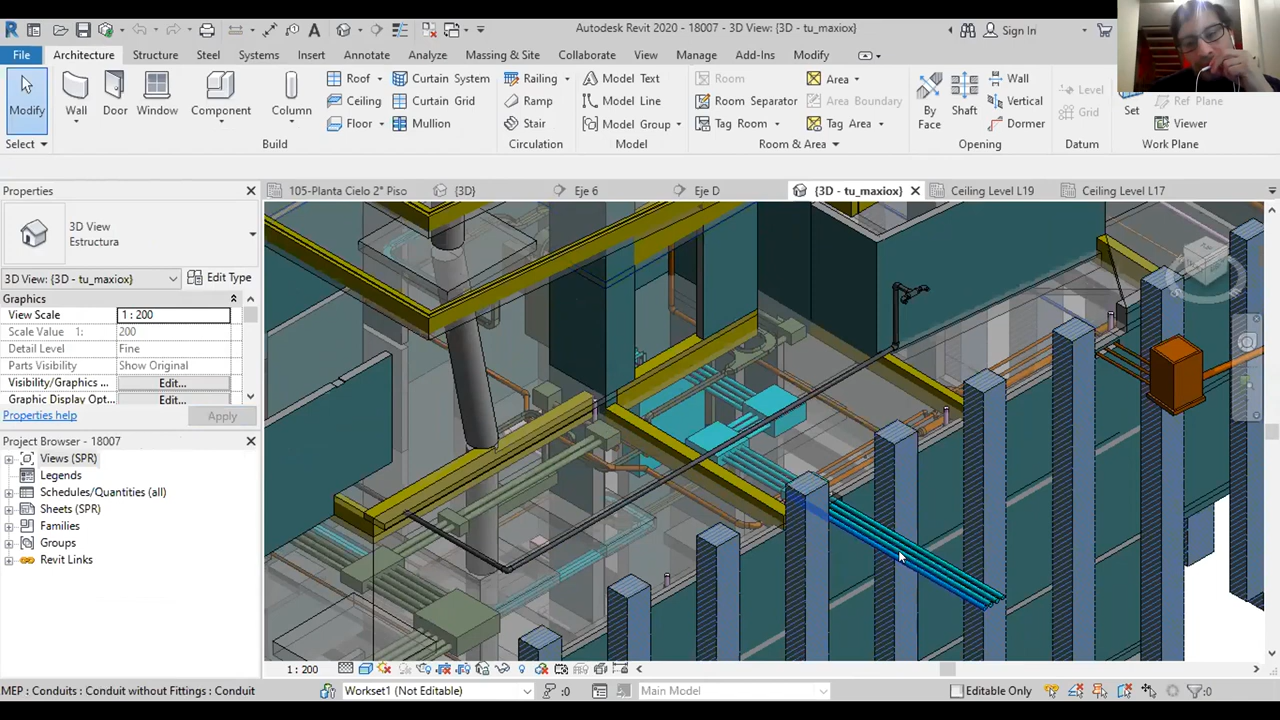 Autodesk Revit 2020 - 18007 - 3D View: {3D - tu_maxiox}
Sign In
File Architecture Structure Steel Systems Insert Annotate Analyze Massing & Site Collaborate View Manage Add-Ins Modify
Modify Wall Door Window Component Column
Roof Curtain System Railing Model Text Room Area
Ceiling Curtain Grid Ramp Model Line Room Separator Area Boundary
Floor Mullion Stair Model Group Tag Room Tag Area
By Face Shaft Wall Vertical Dormer
Level Grid Set Ref Plane Viewer
Select Build Circulation Model Room & Area Opening Datum Work Plane
Properties
105-Planta Cielo 2° Piso {3D} Eje 6 Eje D {3D - tu_maxiox} Ceiling Level L19 Ceiling Level L17
3D View
Estructura
3D View: {3D - tu_maxiox} Edit Type
Graphics
View Scale 1 : 200
Scale Value 1: 200
Detail Level Fine
Parts Visibility Show Original
Visibility/Graphics ... Edit...
Graphic Display Opt... Edit...
Properties help Apply
Project Browser - 18007
Views (SPR)
Legends
Schedules/Quantities (all)
Sheets (SPR)
Families
Groups
Revit Links
1 : 200
MEP : Conduits : Conduit without Fittings : Conduit
Workset1 (Not Editable)
:0
Main Model
Editable Only
:0